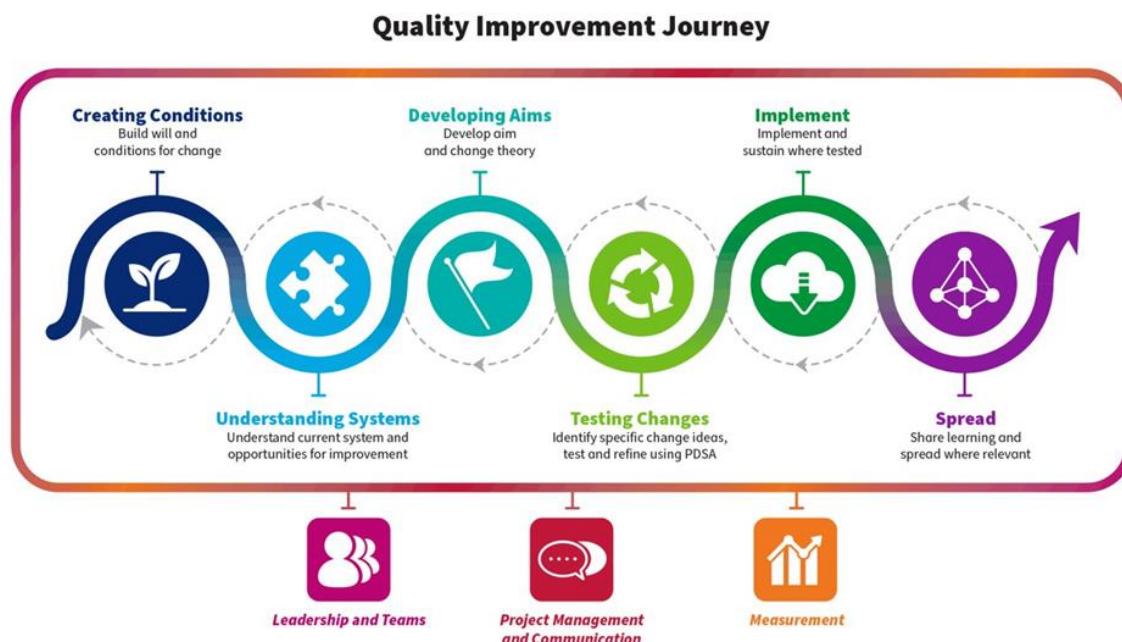 Quality Improvement Journey
Creating Conditions
Build will and
conditions for change
Developing Aims
Develop aim
and change theory
Implement
Implement and
sustain where tested
Understanding Systems
Understand current system and
opportunities for improvement
Testing Changes
Identify specific change ideas,
test and refine using PDSA
Spread
Share learning and
spread where relevant
Leadership and Teams
Project Management
and Communication
Measurement